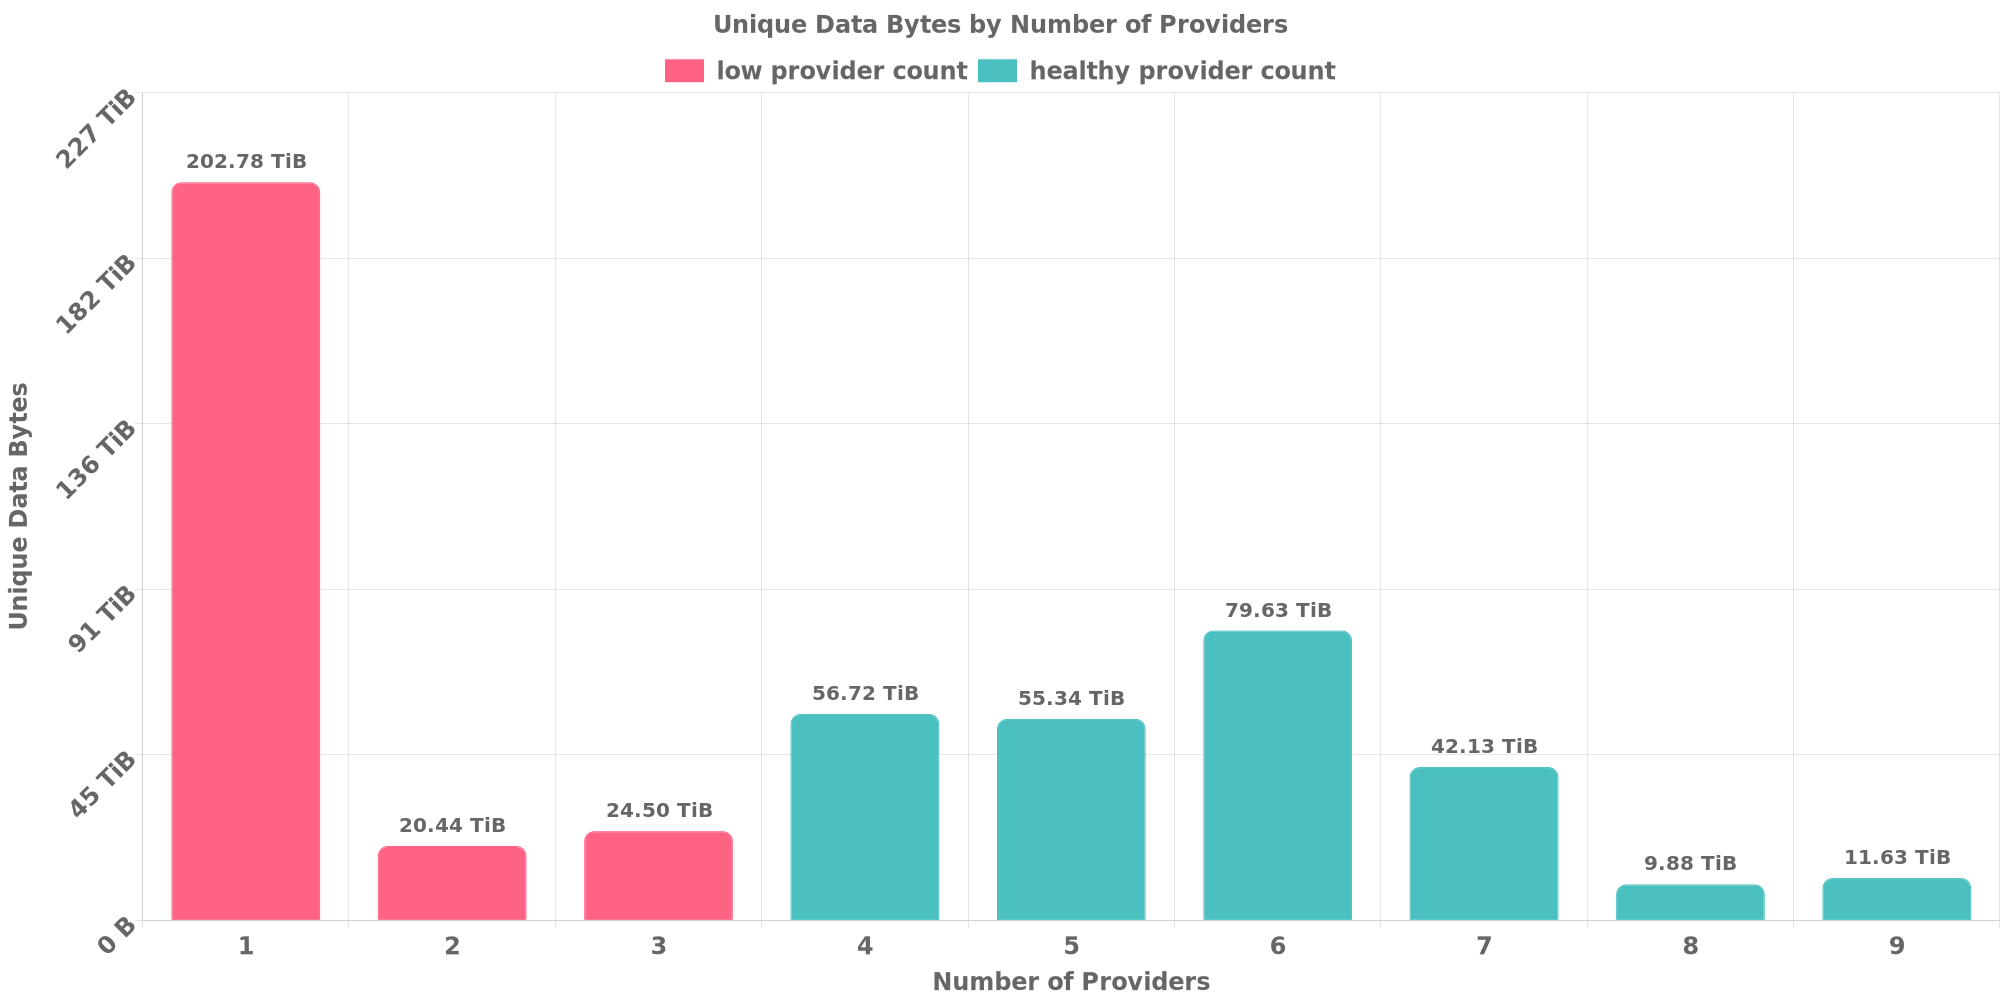 Unique Data Bytes by Number of Providers
low provider count healthy provider count
227 TiB
182 TiB
136 TiB
91 TiB
45 TiB
0 B
Unique Data Bytes
202.78 TiB
20.44 TiB
24.50 TiB
56.72 TiB
55.34 TiB
79.63 TiB
42.13 TiB
9.88 TiB
11.63 TiB
1 2 3 4 5 6 7 8 9
Number of Providers